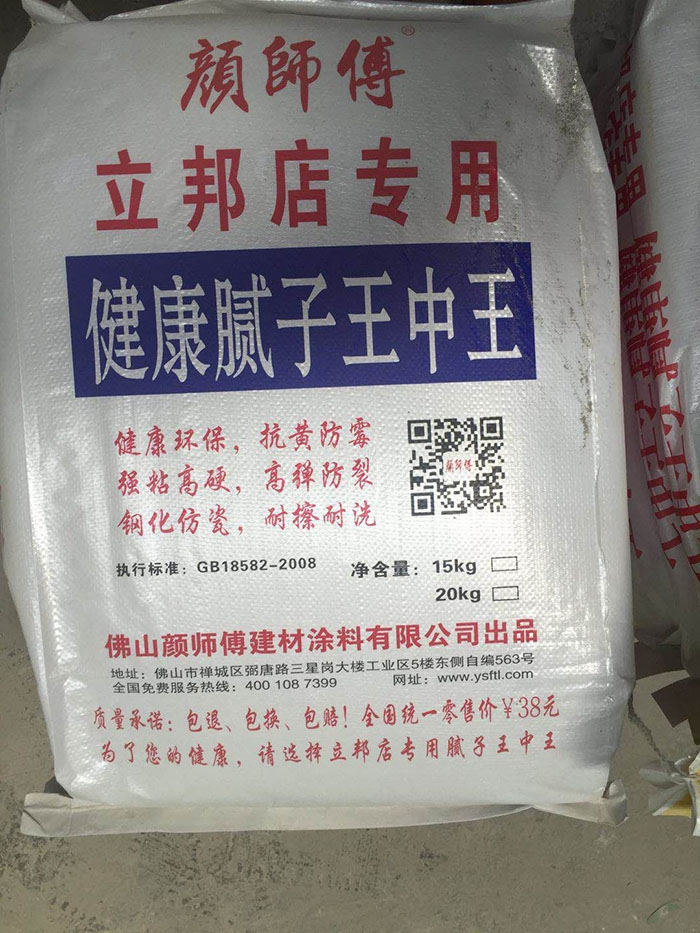 顔師傅®
立邦店专用
健康腻子王中王
健康环保，抗黄防霉
强粘高硬，高弹防裂
钢化仿瓷，耐擦耐洗
顔師傅
执行标准：GB18582-2008
净含量：15kg
20kg
佛山颜师傅建材涂料有限公司出品
地址：佛山市禅城区弼唐路三星岗大楼工业区5楼东侧自编563号
全国免费服务热线：400 108 7399 网址：www.ysftl.com
质量承诺：包退、包换、包赔！全国统一零售价￥38元
为了您的健康，请选择立邦店专用腻子王中王